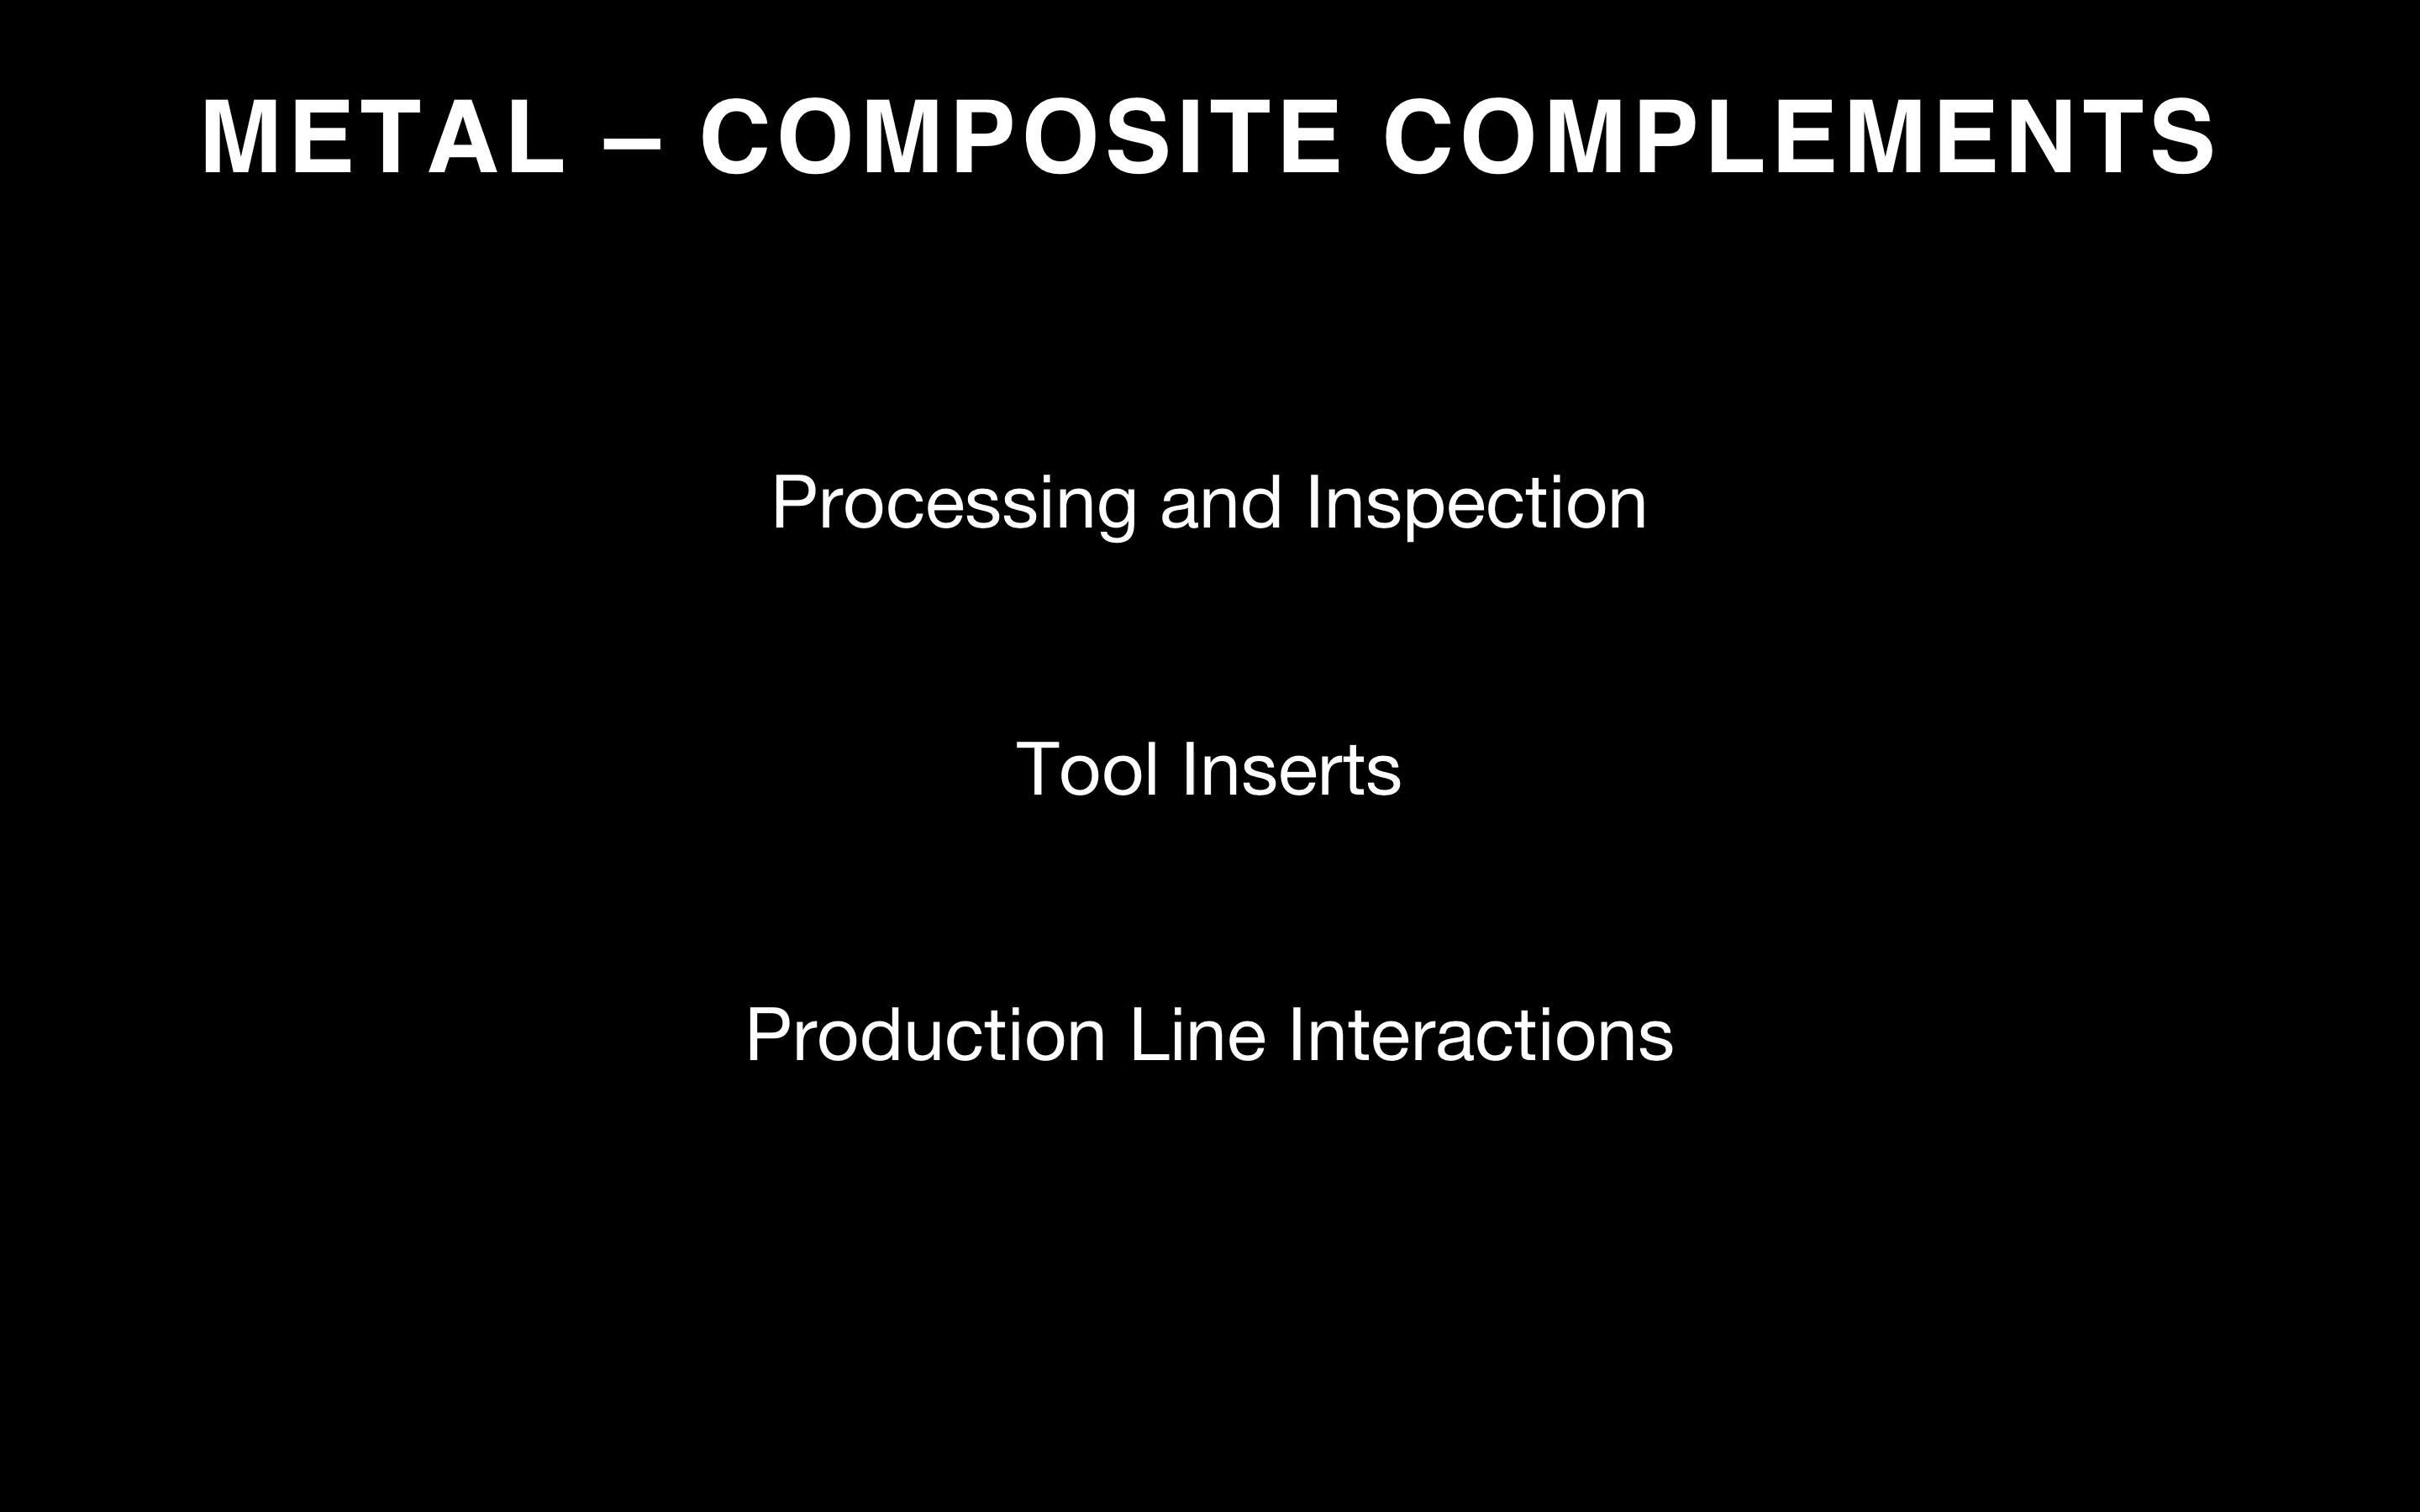 METAL – COMPOSITE COMPLEMENTS
Processing and Inspection
Tool Inserts
Production Line Interactions